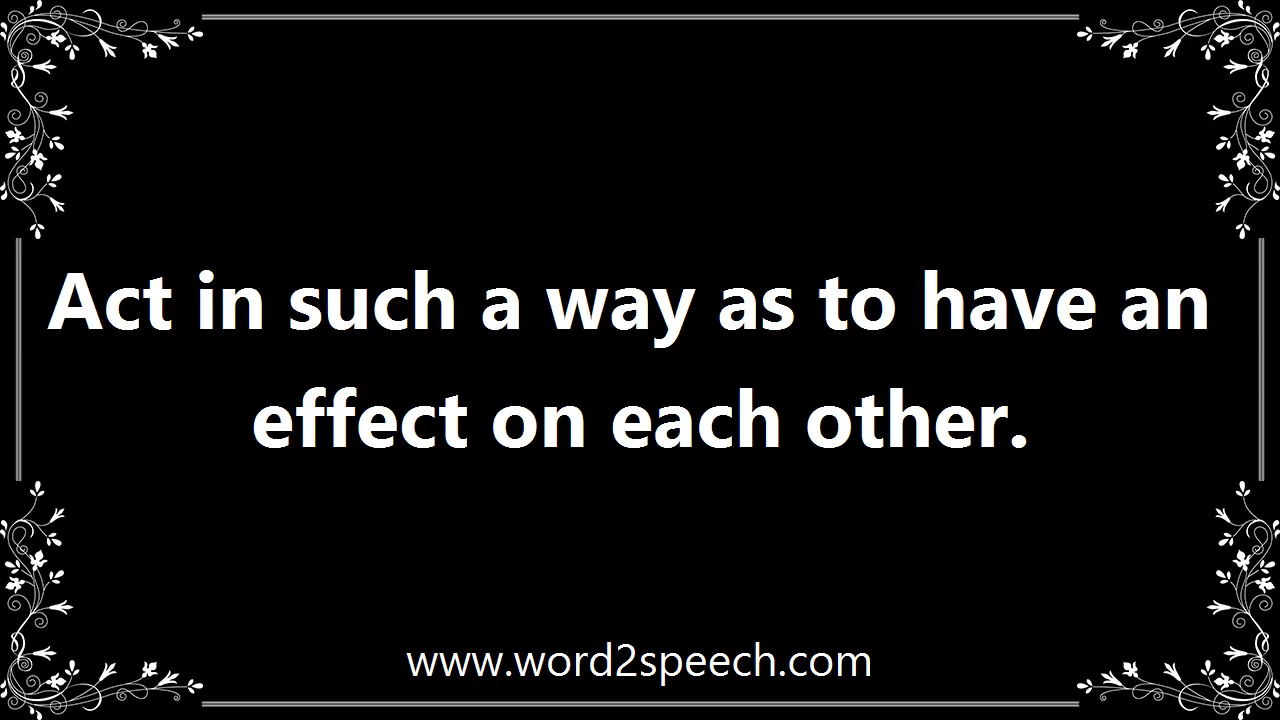 Act in such a way as to have an
effect on each other.
www.word2speech.com